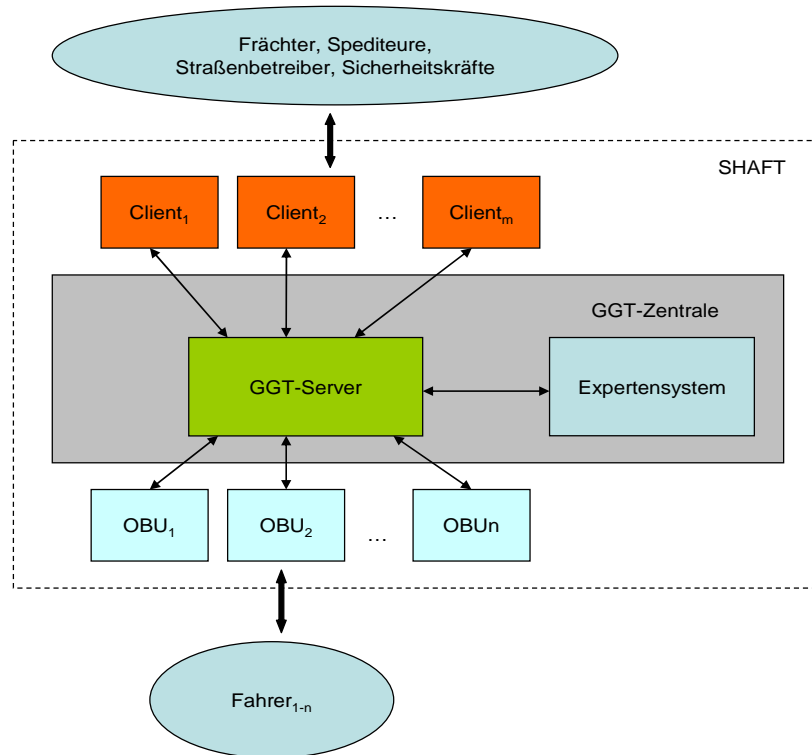 Frächter, Spediteure,
Straßenbetreiber, Sicherheitskräfte
SHAFT
Client₁
Client₂
...
Clientₘ
GGT-Zentrale
GGT-Server
Expertensystem
OBU₁
OBU₂
...
OBUn
Fahrer₁₋ₙ